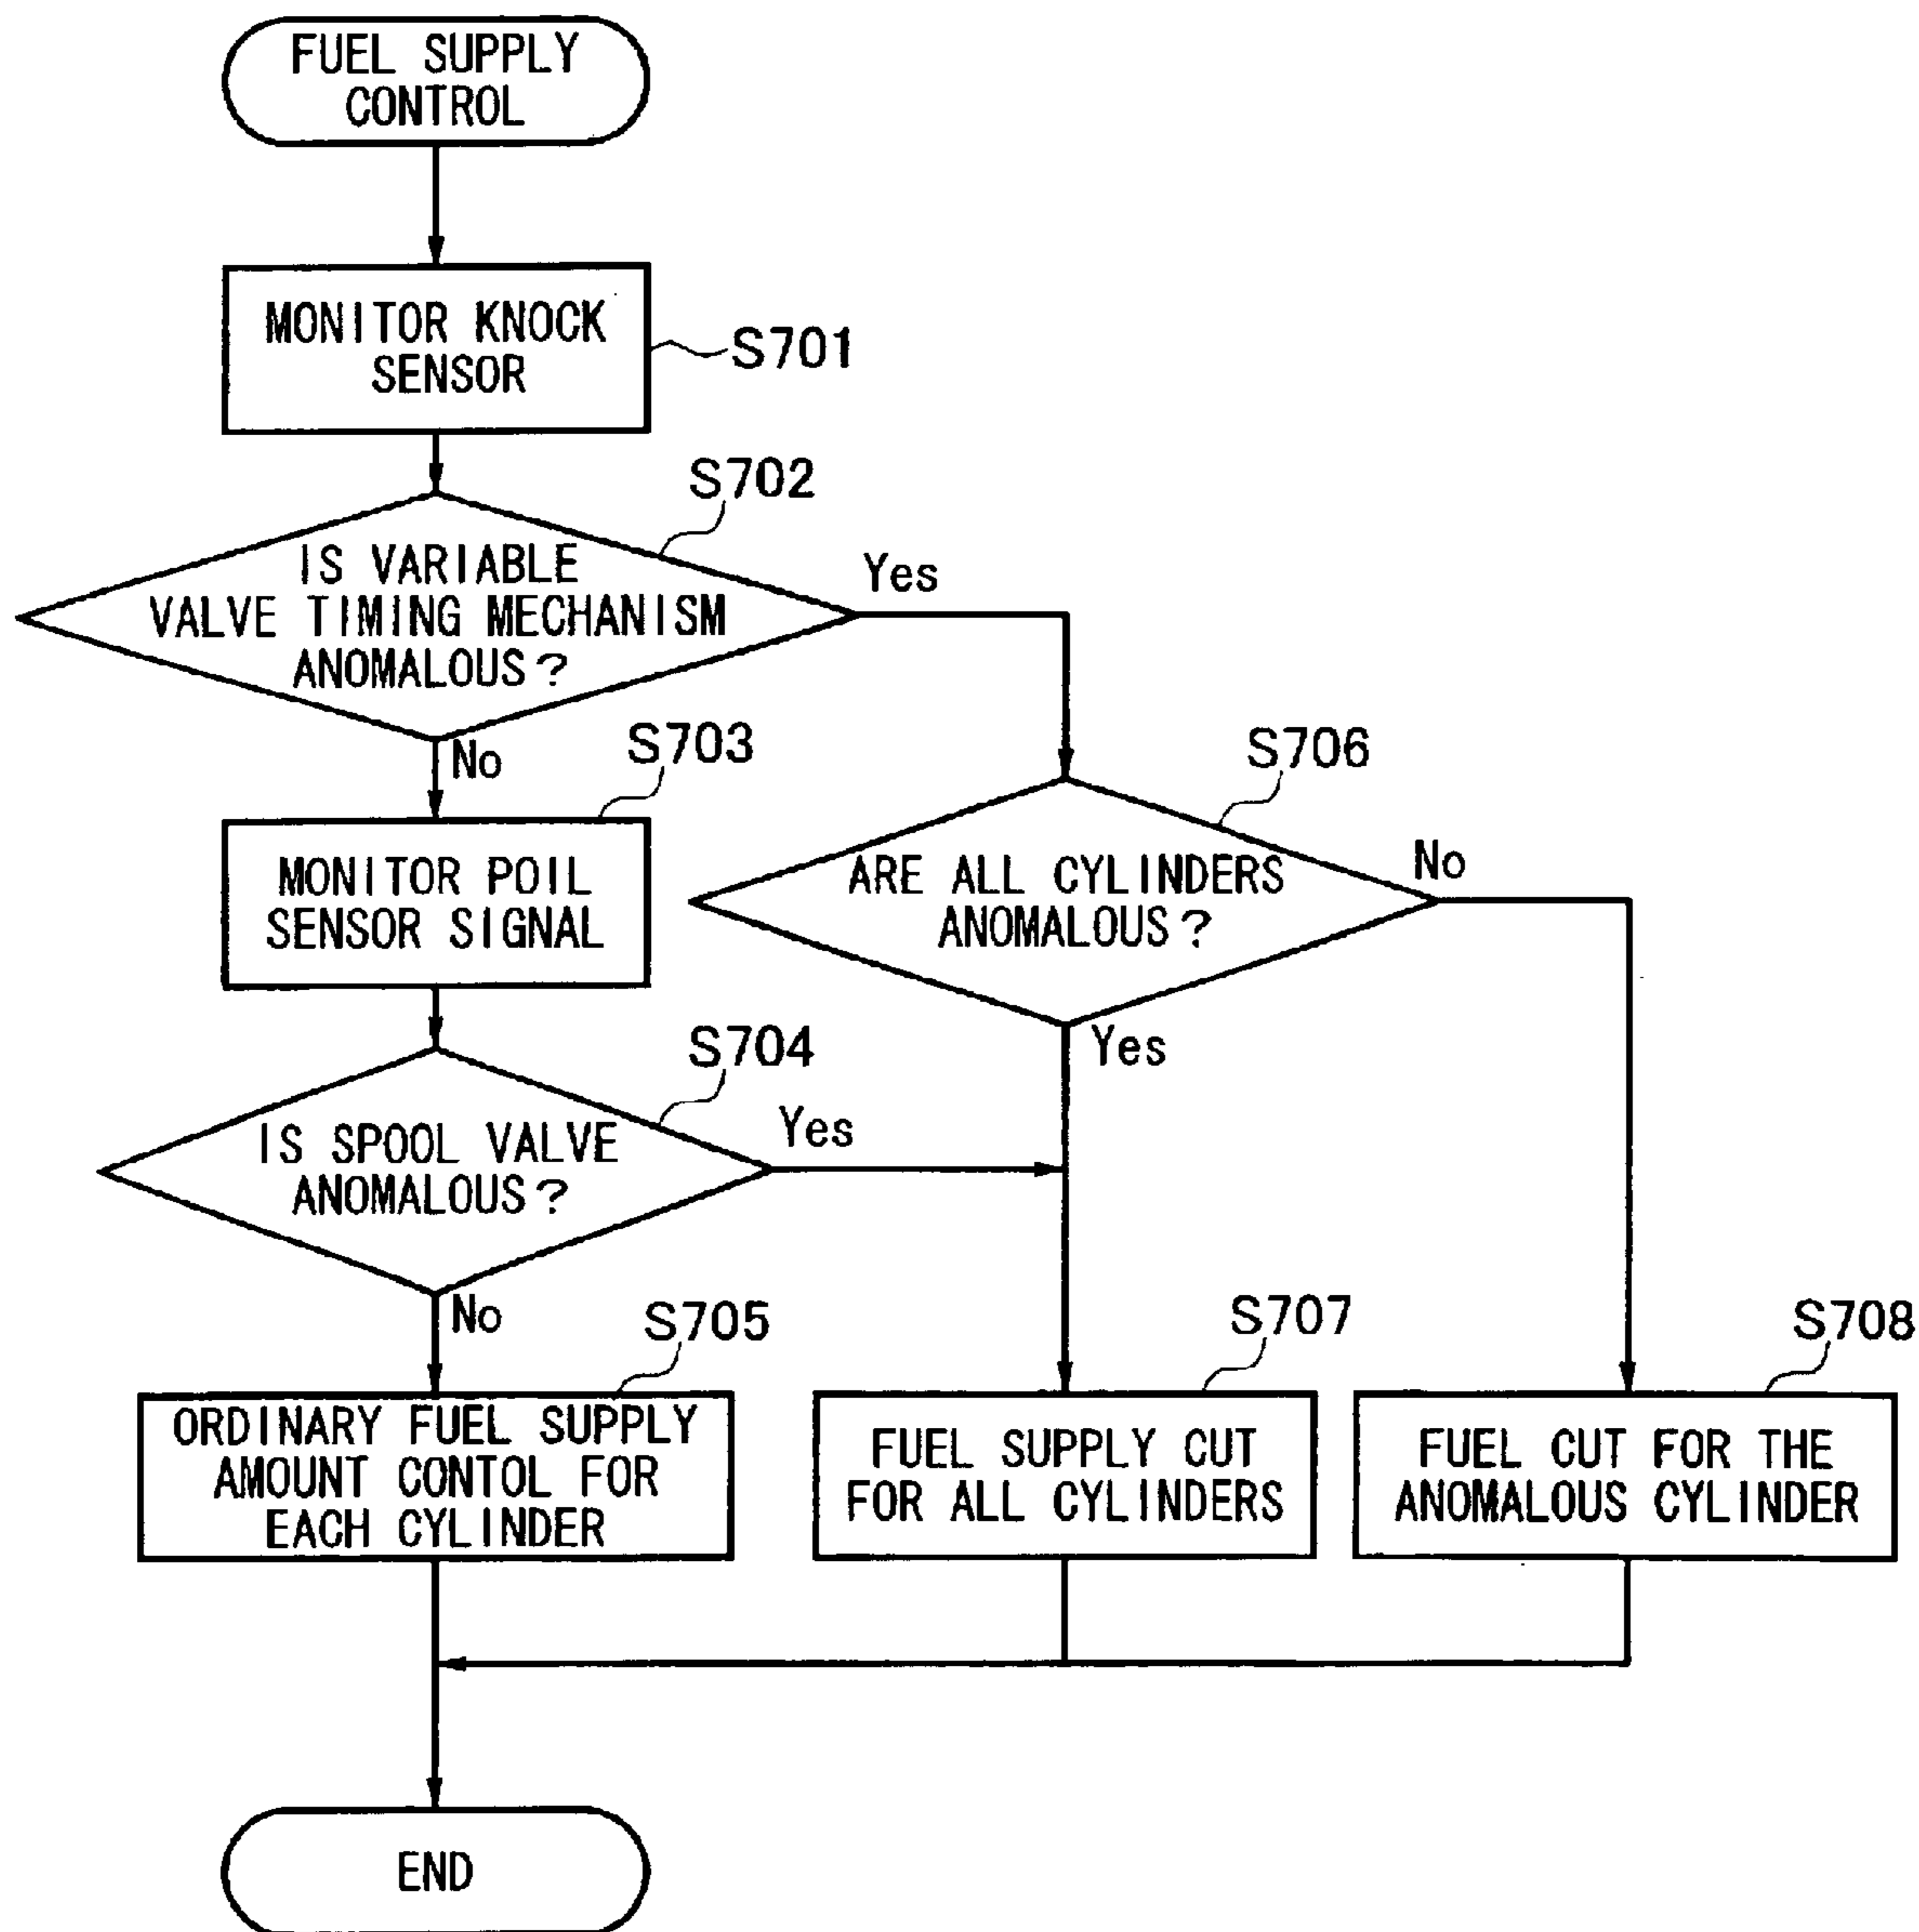 FUEL SUPPLY
CONTROL
MONITOR KNOCK
SENSOR
S701
S702
IS VARIABLE
VALVE TIMING MECHANISM
ANOMALOUS?
Yes
No
S703
MONITOR POIL
SENSOR SIGNAL
S706
ARE ALL CYLINDERS
ANOMALOUS?
No
Yes
S704
IS SPOOL VALVE
ANOMALOUS?
Yes
No
S705
ORDINARY FUEL SUPPLY
AMOUNT CONTOL FOR
EACH CYLINDER
S707
FUEL SUPPLY CUT
FOR ALL CYLINDERS
S708
FUEL CUT FOR THE
ANOMALOUS CYLINDER
END